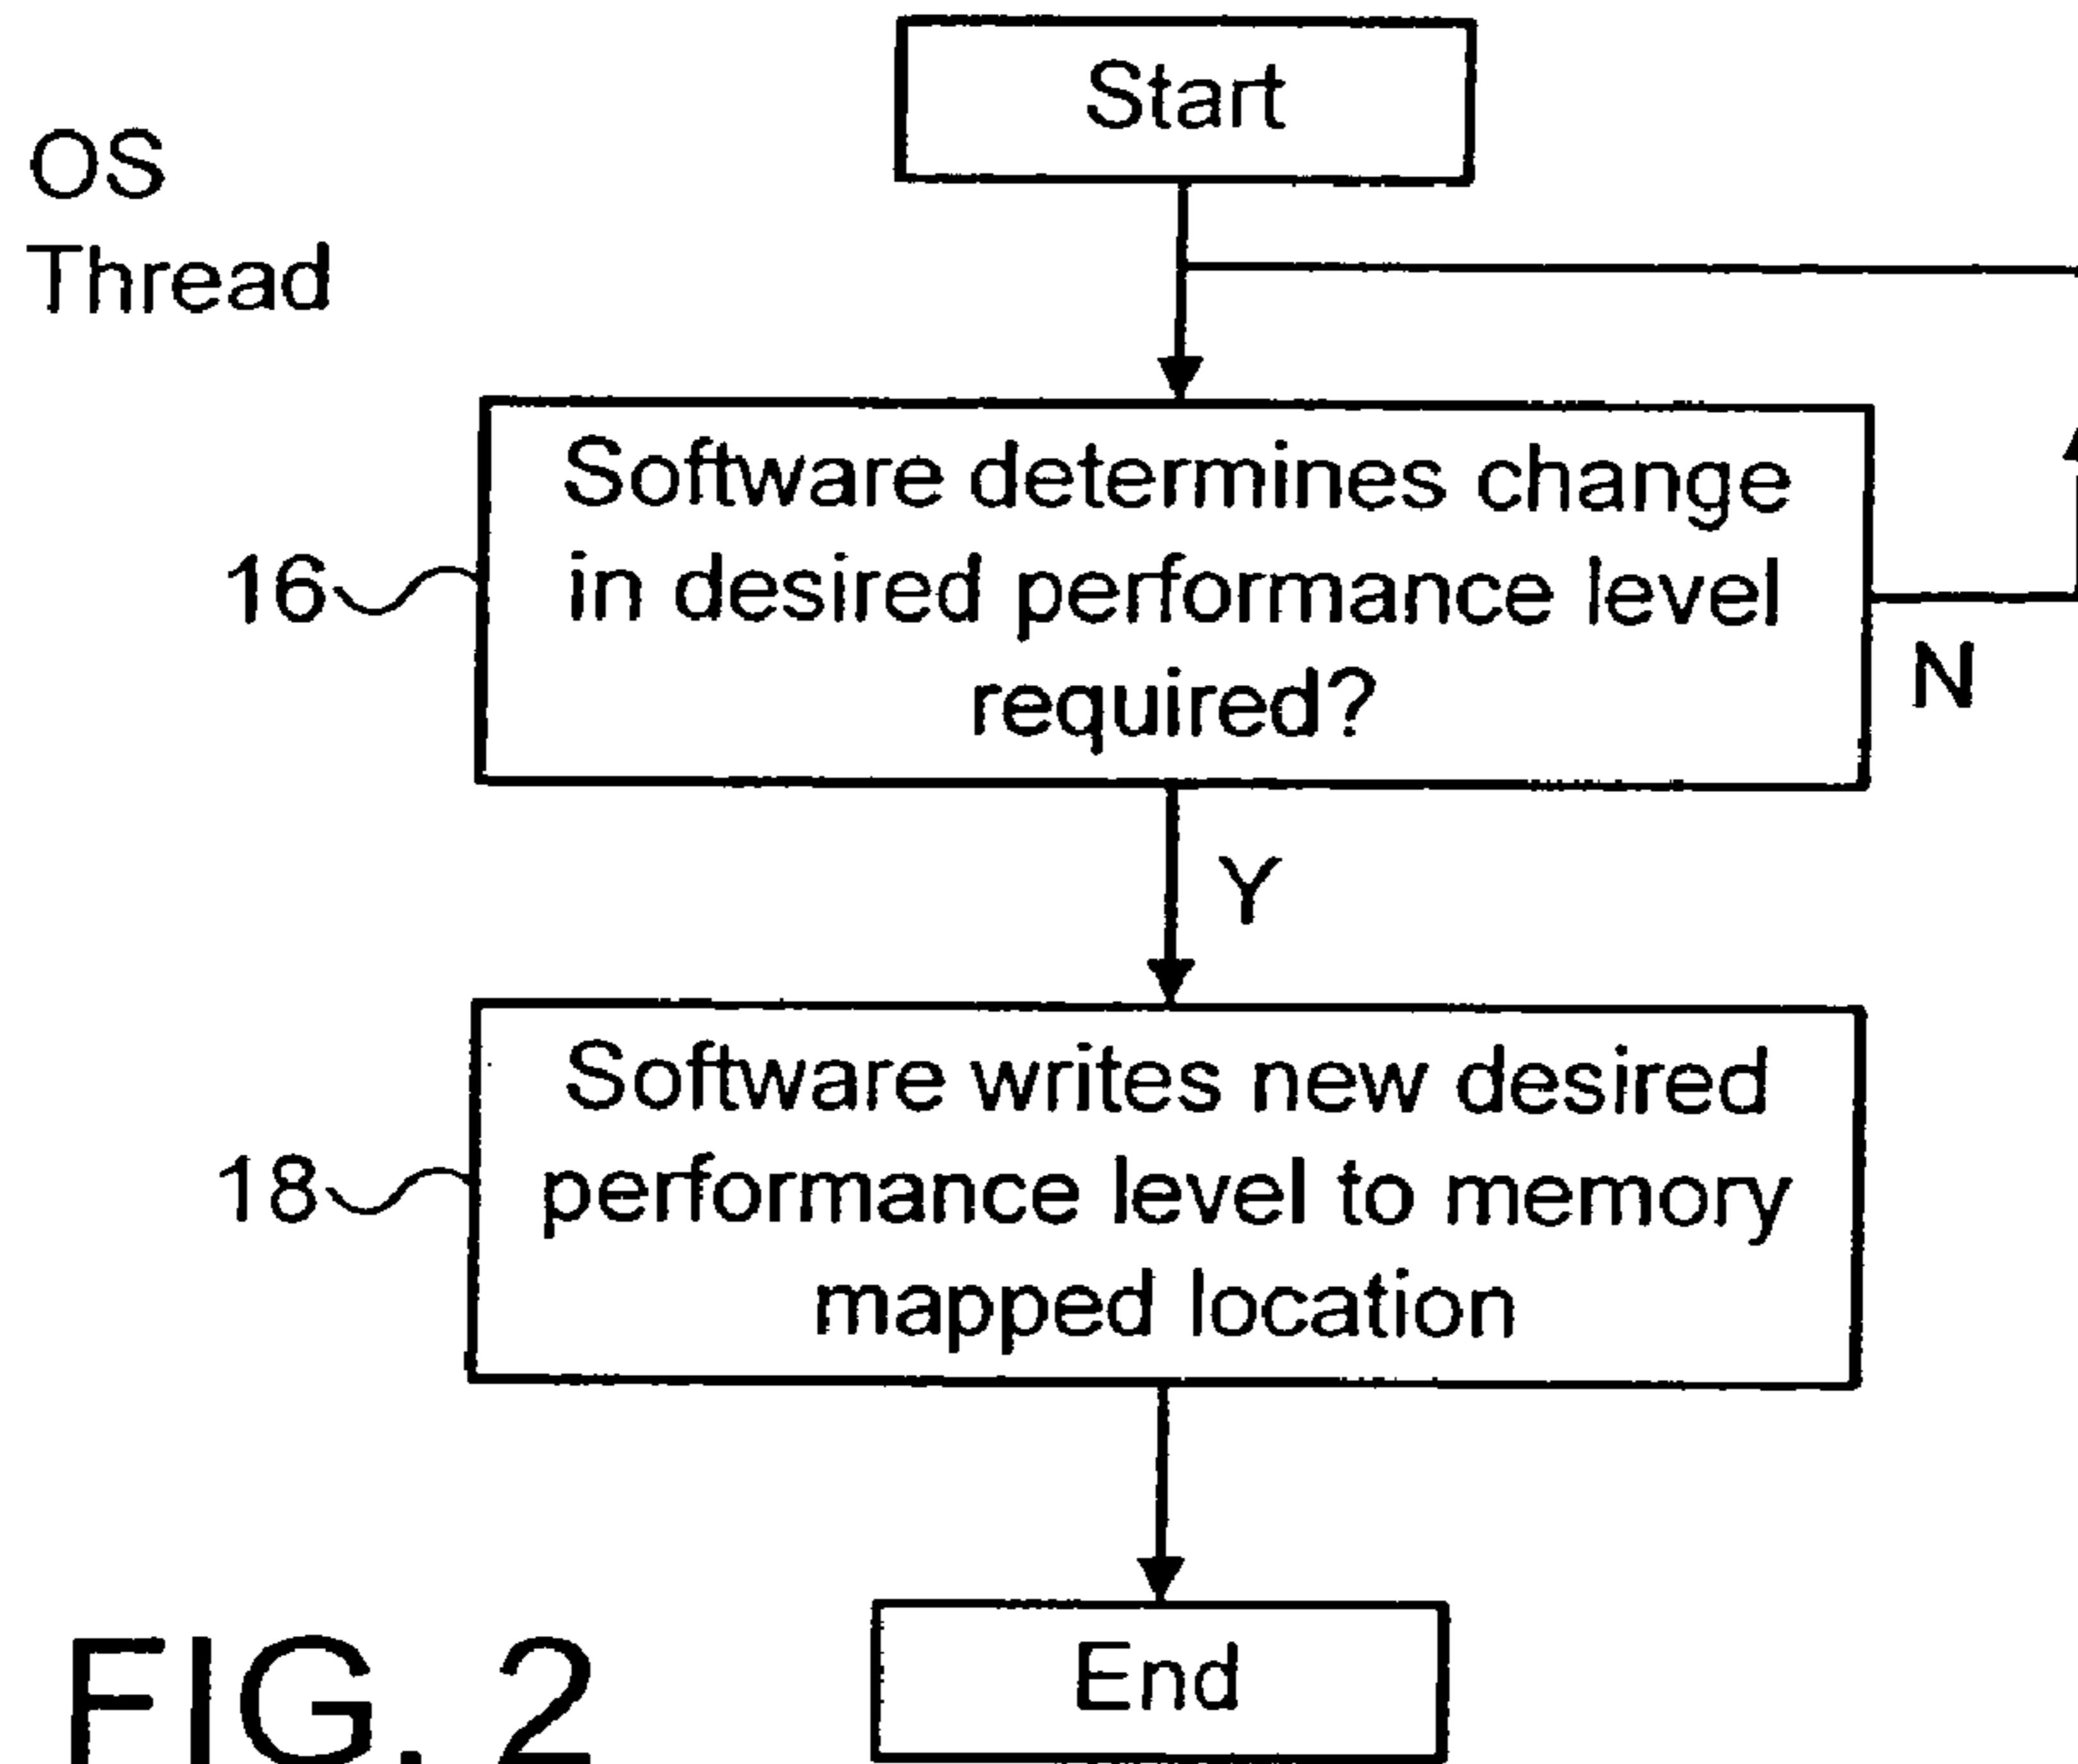 Start
OS
Thread
Software determines change
in desired performance level
required?
16
N
Y
Software writes new desired
performance level to memory
mapped location
18
End
FIG. 2